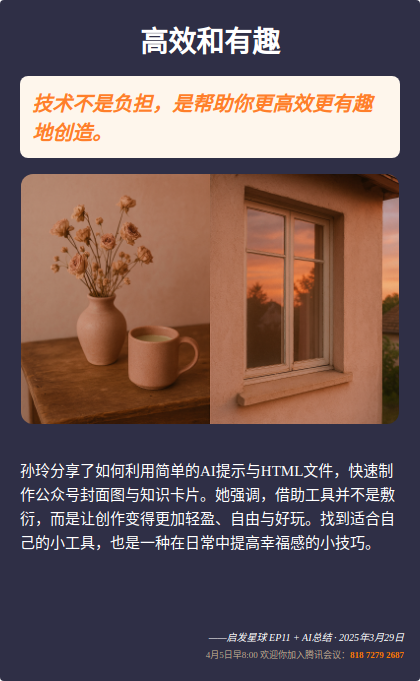 高效和有趣
技术不是负担，是帮助你更高效更有趣
地创造。
孙玲分享了如何利用简单的AI提示与HTML文件，快速制
作公众号封面图与知识卡片。她强调，借助工具并不是敷
衍，而是让创作变得更加轻盈、自由与好玩。找到适合自
己的小工具，也是一种在日常中提高幸福感的小技巧。
——启发星球 EP11 + AI总结 · 2025年3月29日
4月5日早8:00 欢迎你加入腾讯会议：818 7279 2687